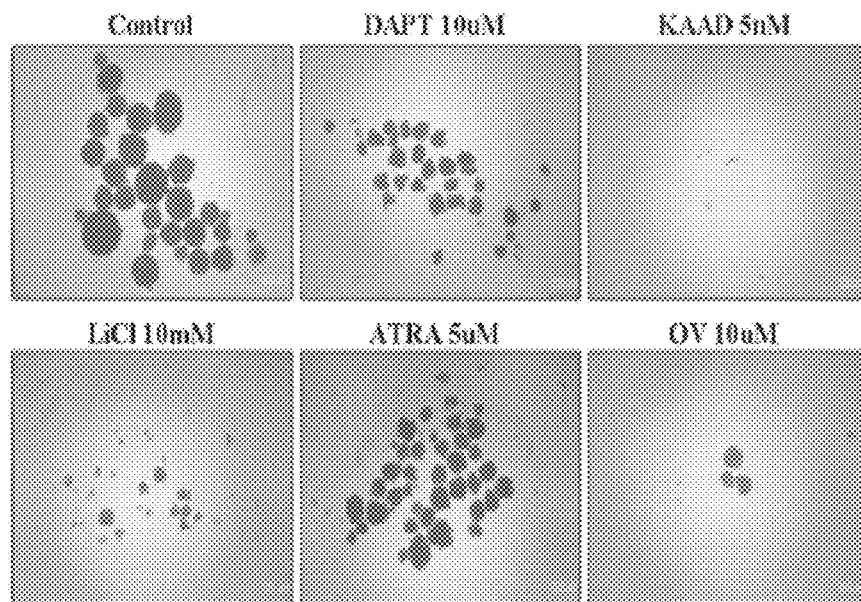 Control
DAPT 10uM
KAAD 5nM
LiCl 10mM
ATRA 5uM
OV 10uM